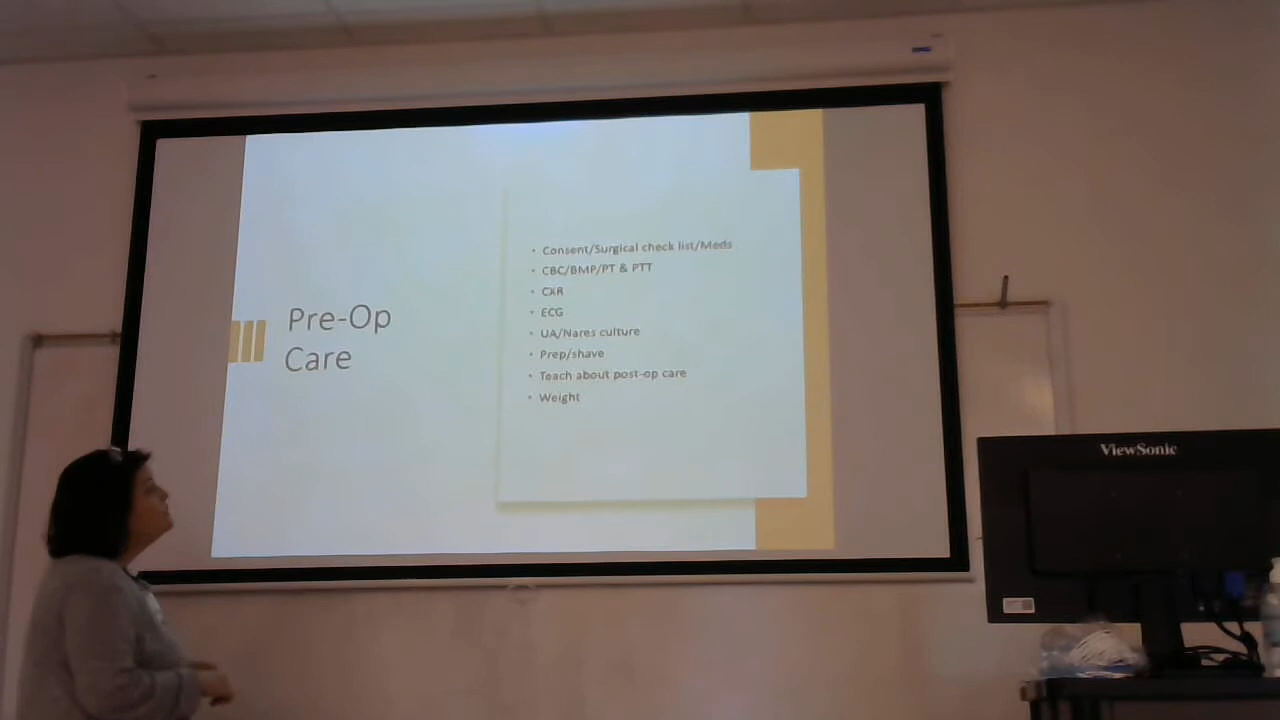 Pre-Op
Care
• Consent/Surgical check list/Meds
• CBC/BMP/PT & PTT
• CXR
• ECG
• UA/Nares culture
• Prep/shave
• Teach about post-op care
• Weight
ViewSonic